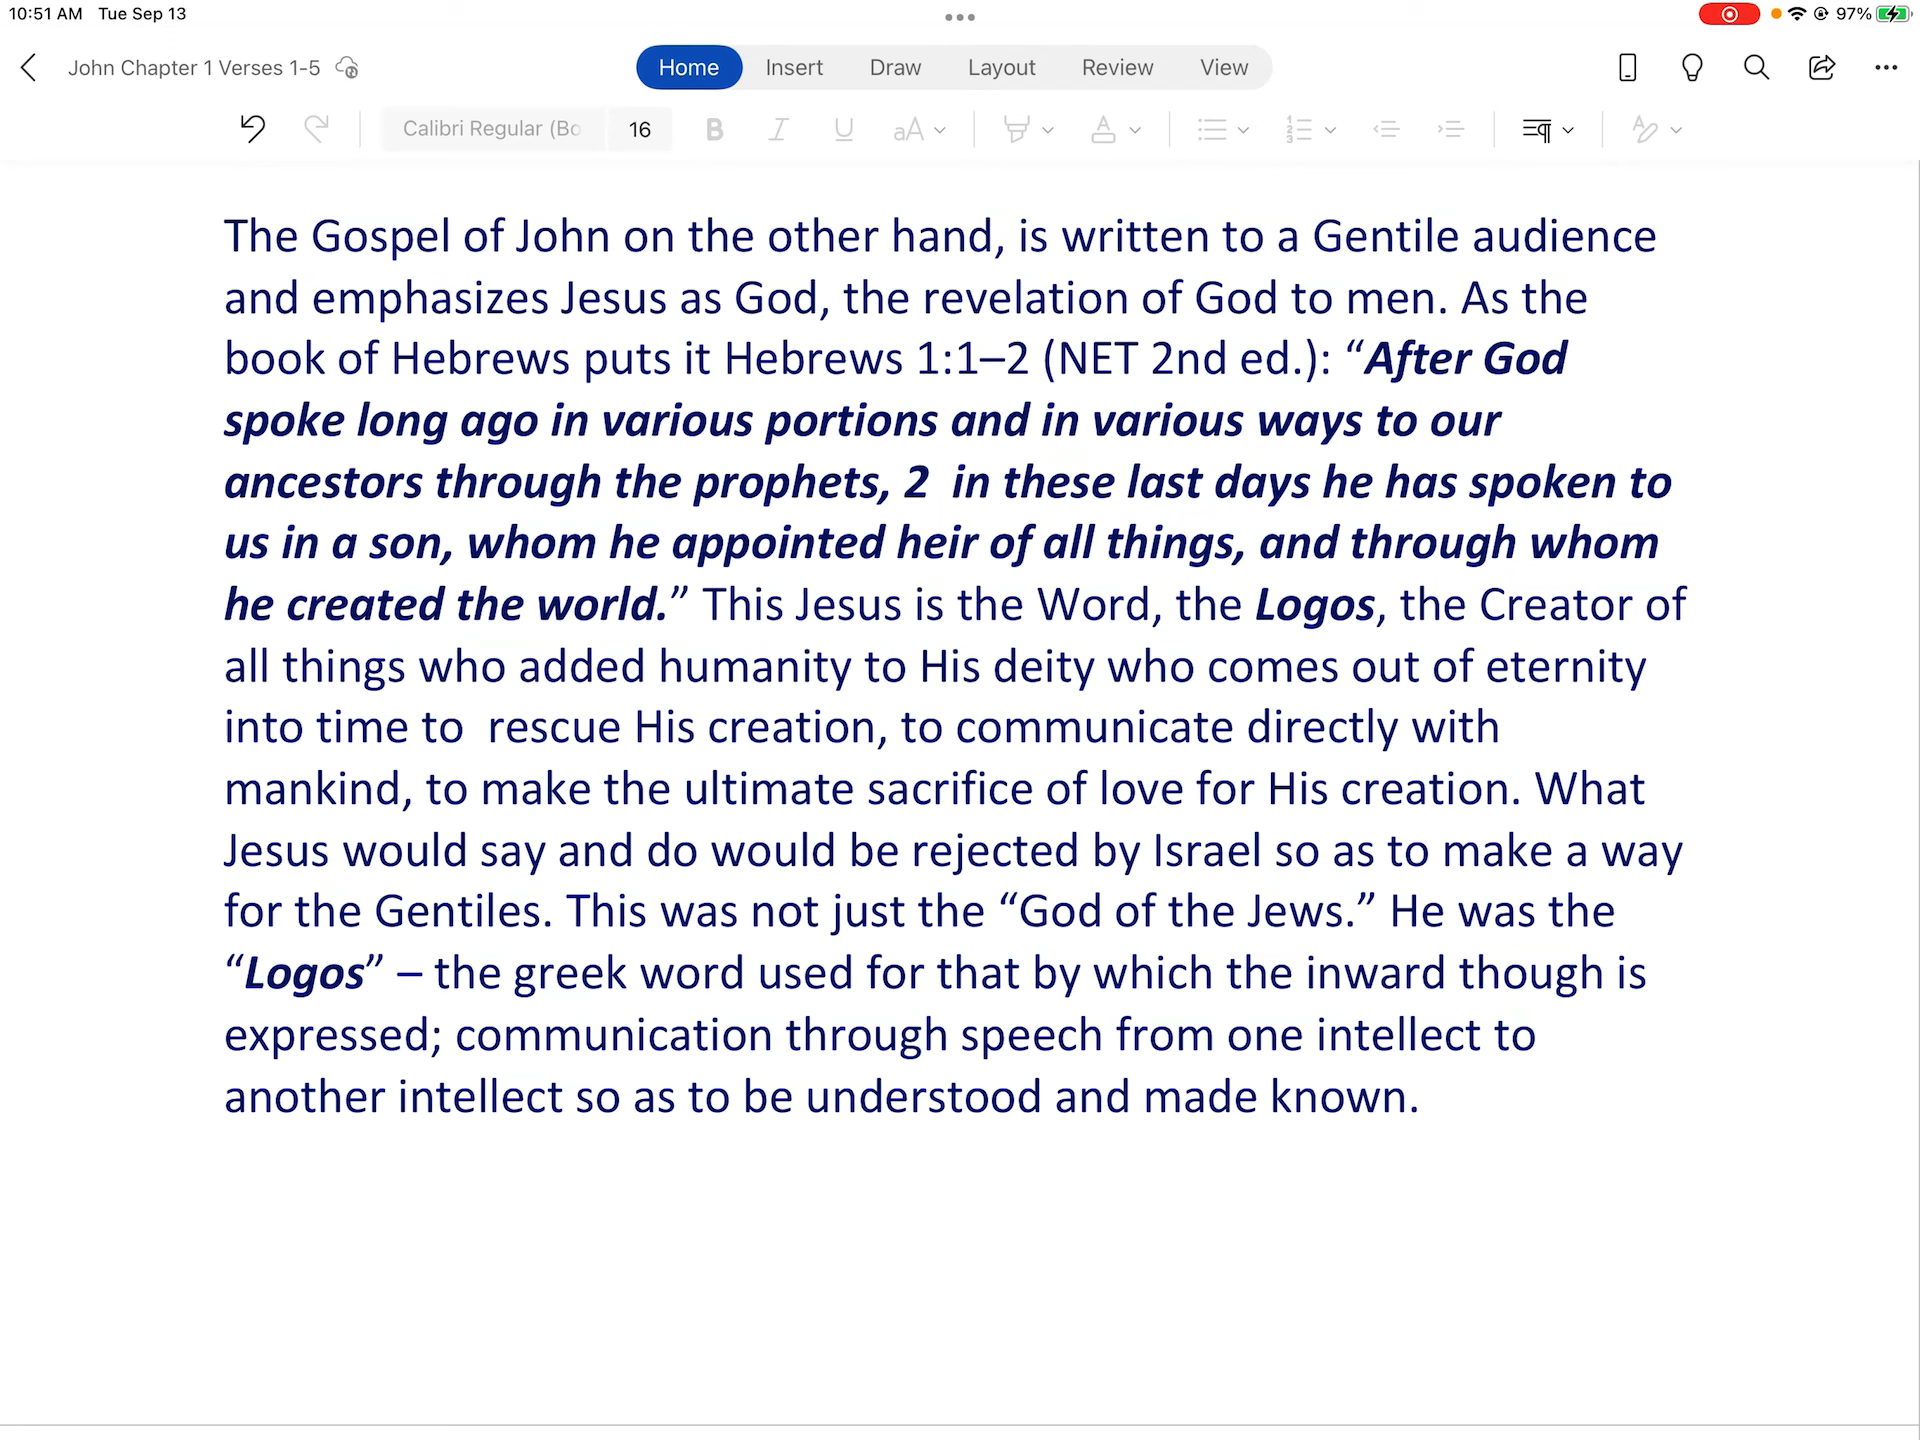 10:51 AM Tue Sep 13
97%
John Chapter 1 Verses 1-5
Home Insert Draw Layout Review View
Calibri Regular (Bo 16 B I U aA A
The Gospel of John on the other hand, is written to a Gentile audience
and emphasizes Jesus as God, the revelation of God to men. As the
book of Hebrews puts it Hebrews 1:1–2 (NET 2nd ed.): “After God
spoke long ago in various portions and in various ways to our
ancestors through the prophets, 2  in these last days he has spoken to
us in a son, whom he appointed heir of all things, and through whom
he created the world.” This Jesus is the Word, the Logos, the Creator of
all things who added humanity to His deity who comes out of eternity
into time to  rescue His creation, to communicate directly with
mankind, to make the ultimate sacrifice of love for His creation. What
Jesus would say and do would be rejected by Israel so as to make a way
for the Gentiles. This was not just the “God of the Jews.” He was the
“Logos” – the greek word used for that by which the inward though is
expressed; communication through speech from one intellect to
another intellect so as to be understood and made known.